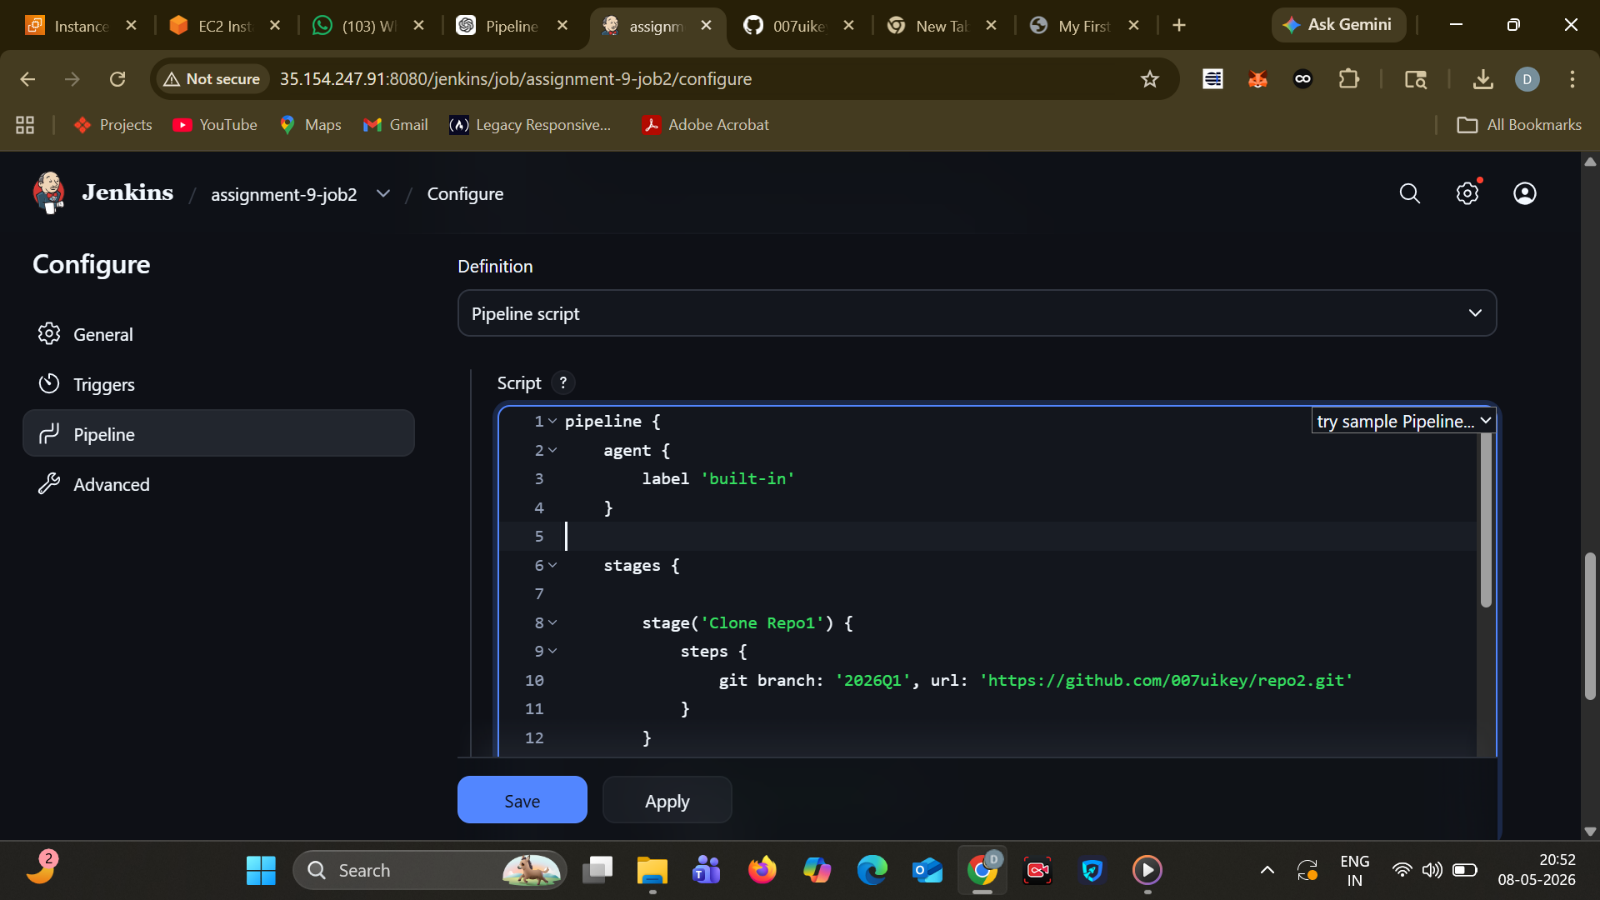 Instance
EC2 Inst
(103) W
Pipeline
assignm
007uike
New Tab
My First
Ask Gemini
Not secure
35.154.247.91:8080/jenkins/job/assignment-9-job2/configure
D
Projects
YouTube
Maps
Gmail
Legacy Responsive...
Adobe Acrobat
All Bookmarks
Jenkins / assignment-9-job2 / Configure
Configure
General
Triggers
Pipeline
Advanced
Definition
Pipeline script
Script ?
try sample Pipeline...
1 pipeline {
2 agent {
3 label 'built-in'
4 }
5
6 stages {
7
8 stage('Clone Repo1') {
9 steps {
10 git branch: '2026Q1', url: 'https://github.com/007uikey/repo2.git'
11 }
12 }
Save
Apply
2
Search
D
ENG
IN
20:52
08-05-2026